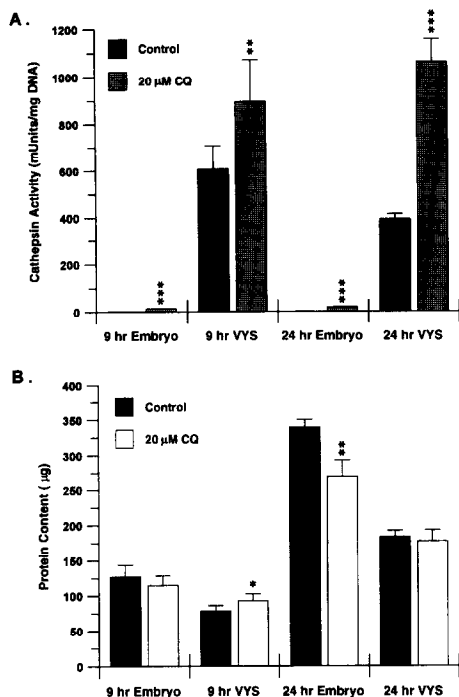 A.
Cathepsin Activity (mUnits/mg DNA)
1200
1000
800
600
400
200
0
Control
20 µM CQ
***
**
***
***
9 hr Embryo
9 hr VYS
24 hr Embryo
24 hr VYS
B.
Protein Content ( µg)
400
350
300
250
200
150
100
50
0
Control
20 µM CQ
*
**
9 hr Embryo
9 hr VYS
24 hr Embryo
24 hr VYS